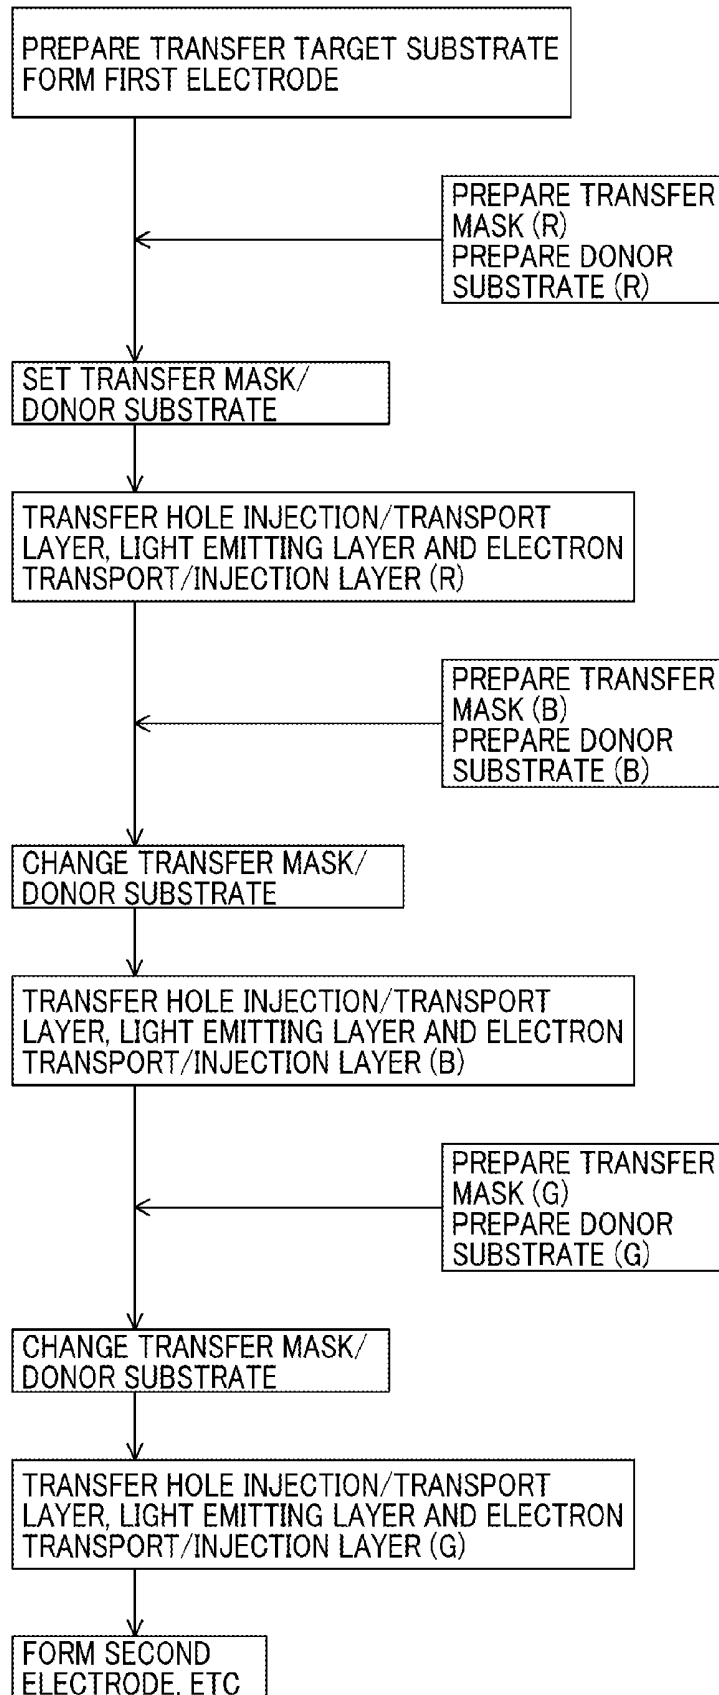 PREPARE TRANSFER TARGET SUBSTRATE
FORM FIRST ELECTRODE
PREPARE TRANSFER
MASK (R)
PREPARE DONOR
SUBSTRATE (R)
SET TRANSFER MASK/
DONOR SUBSTRATE
TRANSFER HOLE INJECTION/TRANSPORT
LAYER, LIGHT EMITTING LAYER AND ELECTRON
TRANSPORT/INJECTION LAYER (R)
PREPARE TRANSFER
MASK (B)
PREPARE DONOR
SUBSTRATE (B)
CHANGE TRANSFER MASK/
DONOR SUBSTRATE
TRANSFER HOLE INJECTION/TRANSPORT
LAYER, LIGHT EMITTING LAYER AND ELECTRON
TRANSPORT/INJECTION LAYER (B)
PREPARE TRANSFER
MASK (G)
PREPARE DONOR
SUBSTRATE (G)
CHANGE TRANSFER MASK/
DONOR SUBSTRATE
TRANSFER HOLE INJECTION/TRANSPORT
LAYER, LIGHT EMITTING LAYER AND ELECTRON
TRANSPORT/INJECTION LAYER (G)
FORM SECOND
ELECTRODE, ETC